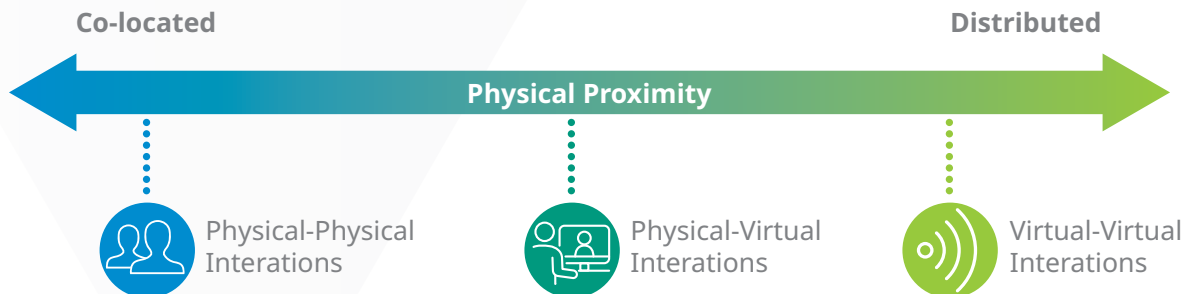 Co-located
Distributed
Physical Proximity
Physical-Physical
Interations
Physical-Virtual
Interations
Virtual-Virtual
Interations